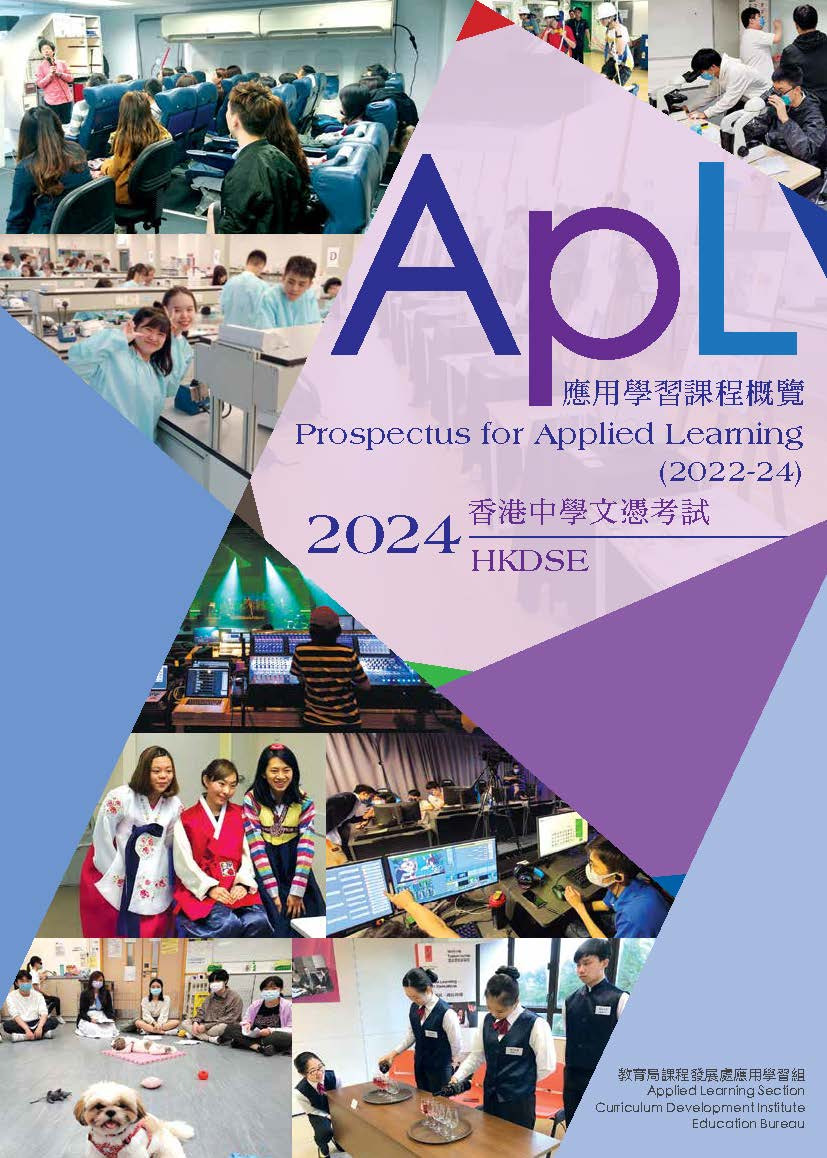 ApL
應用學習課程概覽
Prospectus for Applied Learning
(2022-24)
2024
香港中學文憑考試
HKDSE
D
教育局課程發展處應用學習組
Applied Learning Section
Curriculum Development Institute
Education Bureau